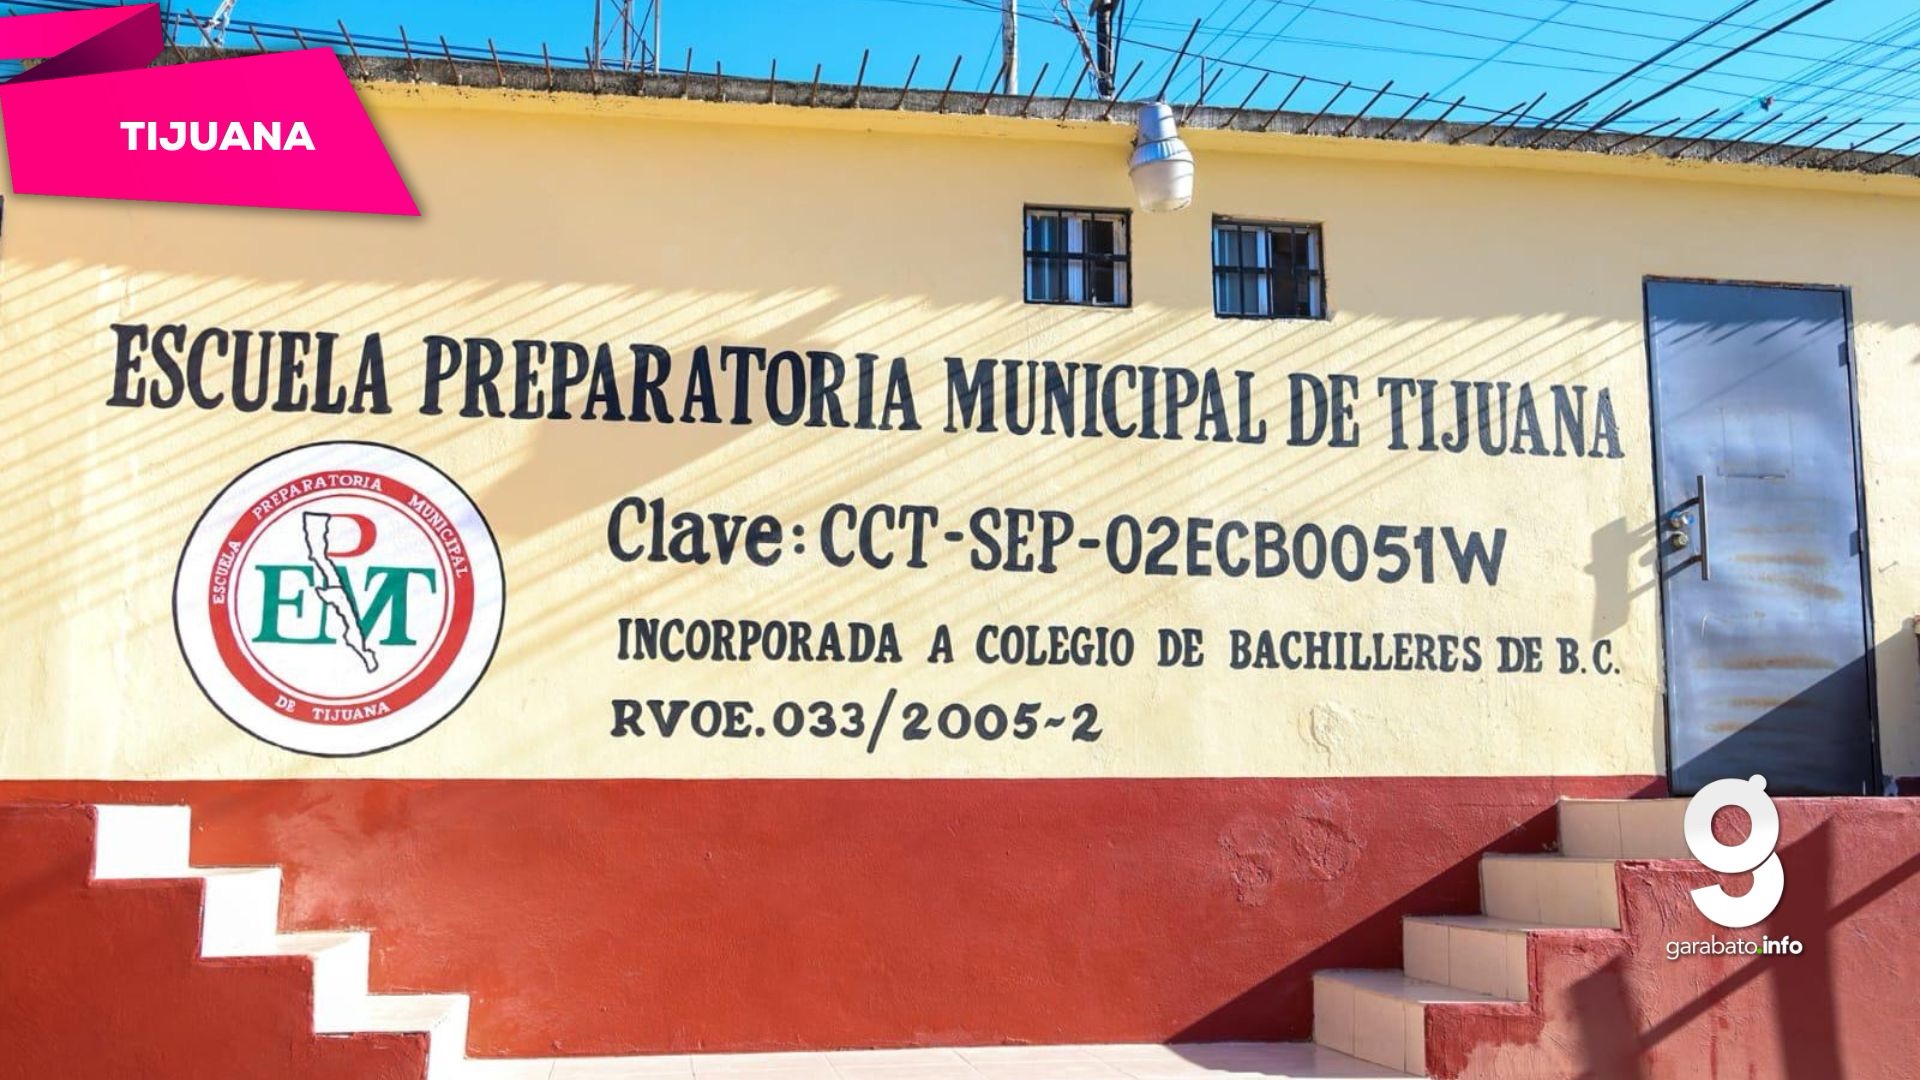 TIJUANA
ESCUELA PREPARATORIA MUNICIPAL DE TIJUANA
ESCUELA PREPARATORIA MUNICIPAL
P
EMT
DE TIJUANA
Clave: CCT-SEP-02ECB0051W
INCORPORADA A COLEGIO DE BACHILLERES DE B.C.
RVOE.033/2005-2
g
garabato.info